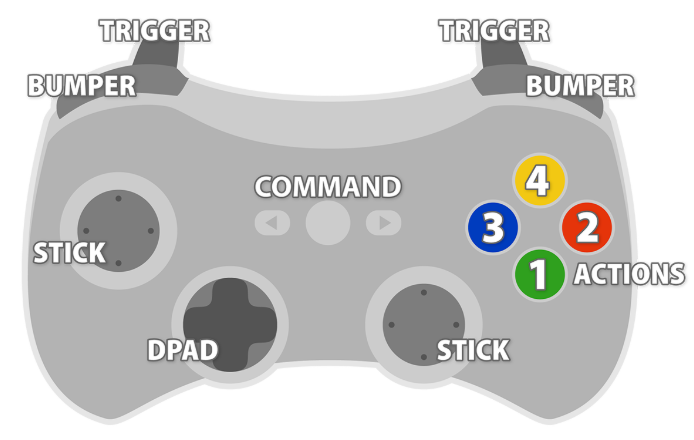 TRIGGER
TRIGGER
BUMPER
BUMPER
COMMAND
4
3
2
STICK
1
ACTIONS
DPAD
STICK